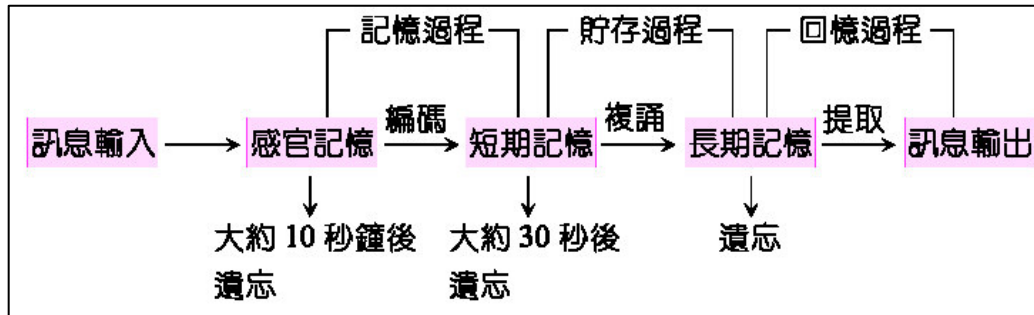 記憶過程 貯存過程 回憶過程
編碼 複誦 提取
訊息輸入 感官記憶 短期記憶 長期記憶 訊息輸出
大約 10 秒鐘後 大約 30 秒後 遺忘
遺忘 遺忘